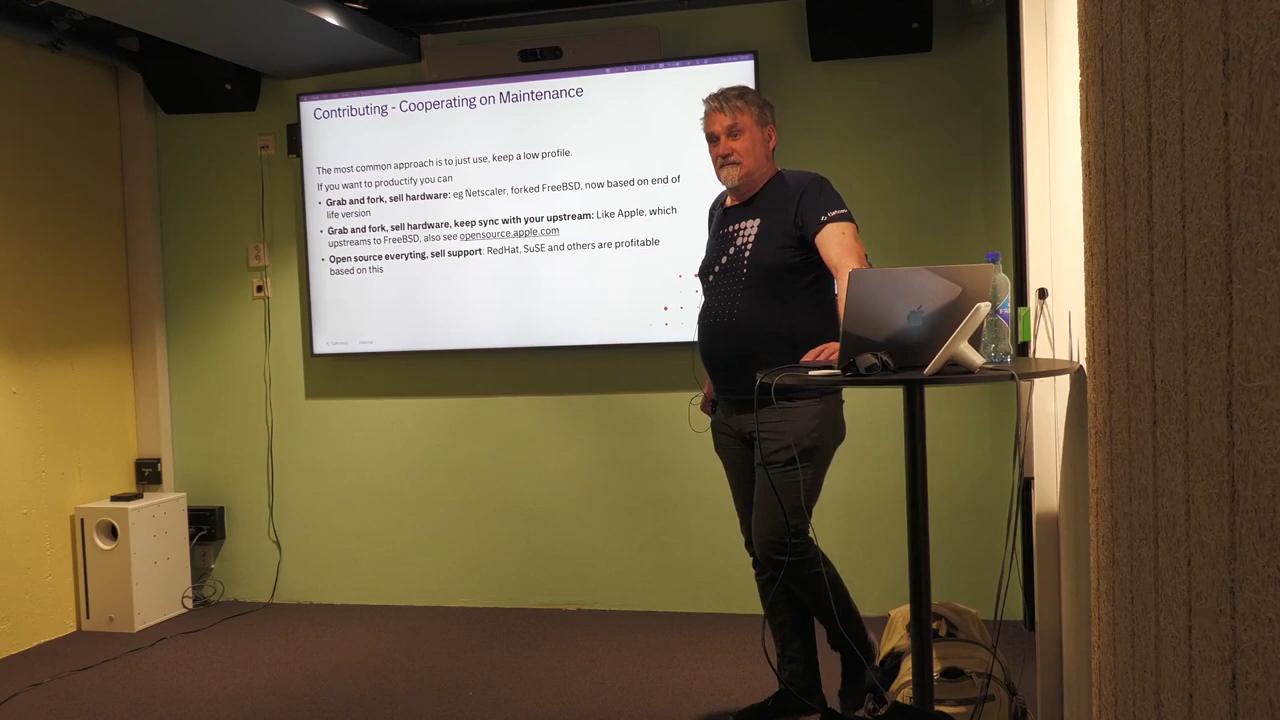 Contributing - Cooperating on Maintenance
The most common approach is to just use, keep a low profile.
If you want to productify you can
• Grab and fork, sell hardware: eg Netscaler, forked FreeBSD, now based on end of
life version
• Grab and fork, sell hardware, keep sync with your upstream: Like Apple, which
upstreams to FreeBSD, also see opensource.apple.com
• Open source everyting, sell support: RedHat, SuSE and others are profitable
based on this